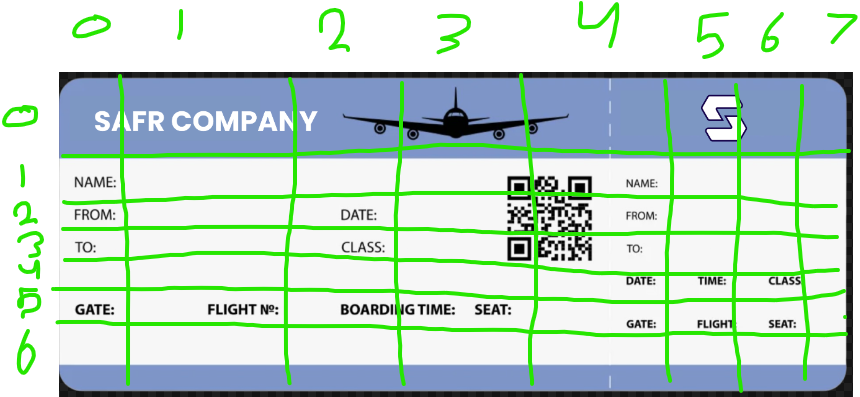 0 1 2 3 4 5 6 7
0
SAFR COMPANY S
1
NAME: NAME:
2
FROM: DATE: FROM:
3
TO: CLASS: TO:
4
DATE: TIME: CLASS
5
GATE: FLIGHT №: BOARDING TIME: SEAT:
GATE: FLIGHT: SEAT:
6